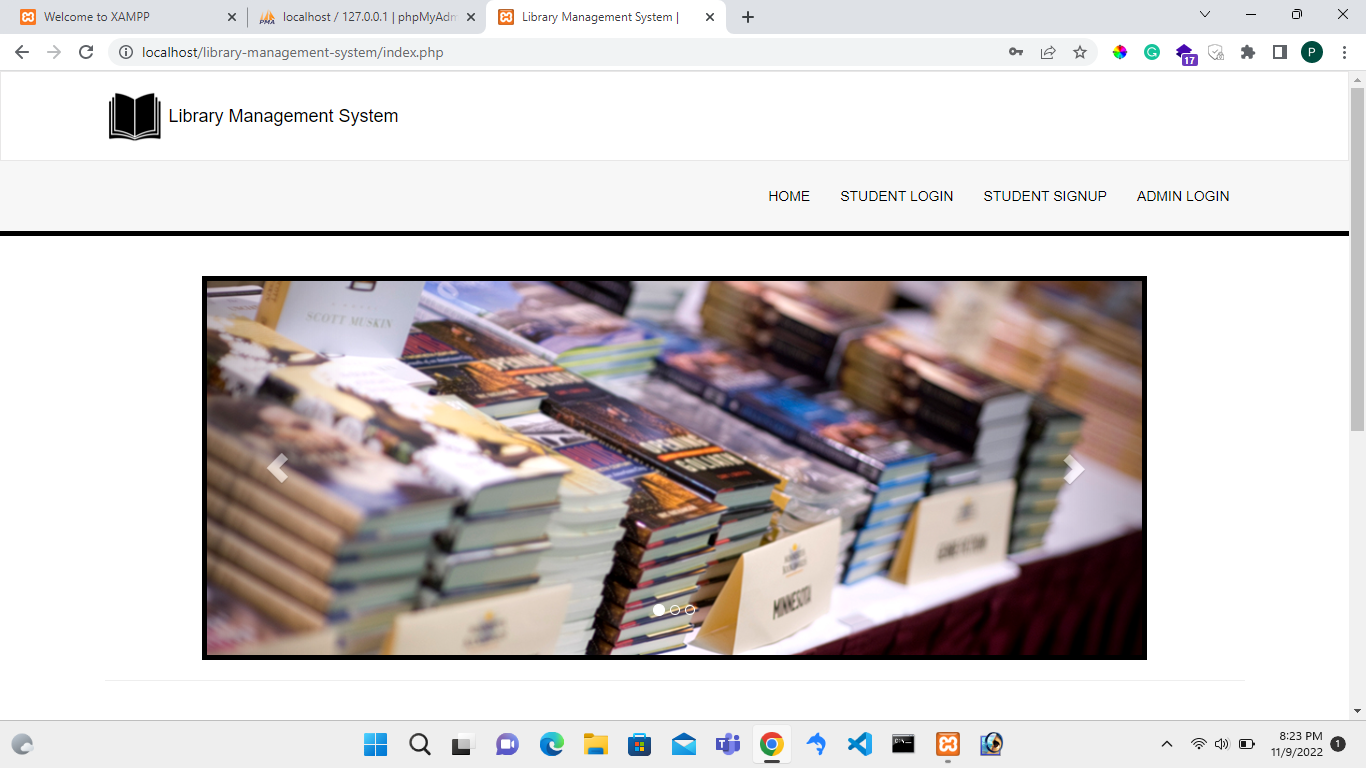 Welcome to XAMPP
localhost / 127.0.0.1 | phpMyAdm
Library Management System |
localhost/library-management-system/index.php
17
P
Library Management System
HOME
STUDENT LOGIN
STUDENT SIGNUP
ADMIN LOGIN
SCOTT MUSKIN
MINNESOTA
8:23 PM
11/9/2022
1